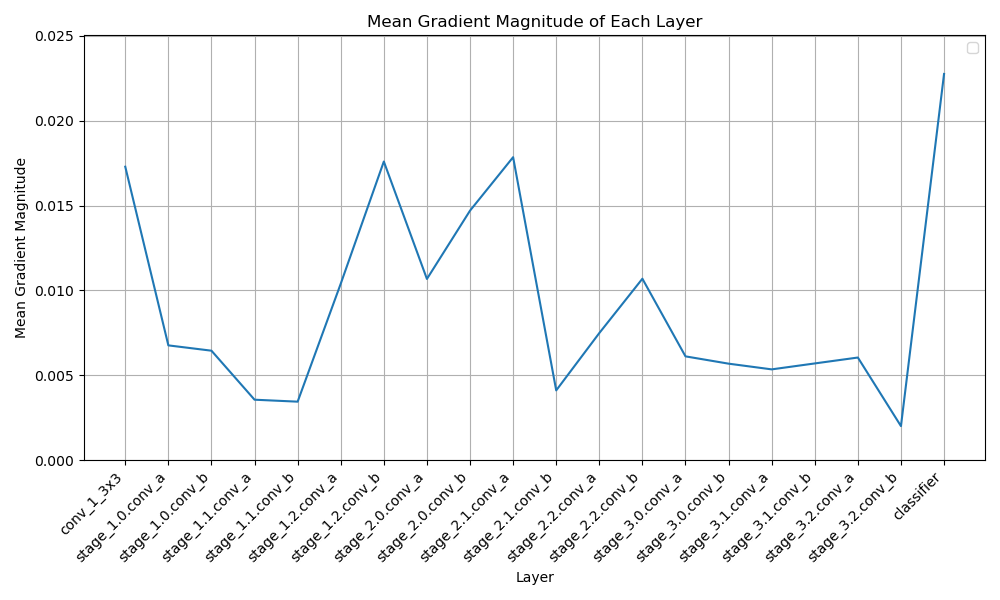 Mean Gradient Magnitude of Each Layer
Mean Gradient Magnitude
0.025
0.020
0.015
0.010
0.005
0.000
conv_1_3x3
stage_1.0.conv_a
stage_1.0.conv_b
stage_1.1.conv_a
stage_1.1.conv_b
stage_1.2.conv_a
stage_1.2.conv_b
stage_2.0.conv_a
stage_2.0.conv_b
stage_2.1.conv_a
stage_2.1.conv_b
stage_2.2.conv_a
stage_2.2.conv_b
stage_3.0.conv_a
stage_3.0.conv_b
stage_3.1.conv_a
stage_3.1.conv_b
stage_3.2.conv_a
stage_3.2.conv_b
classifier
Layer